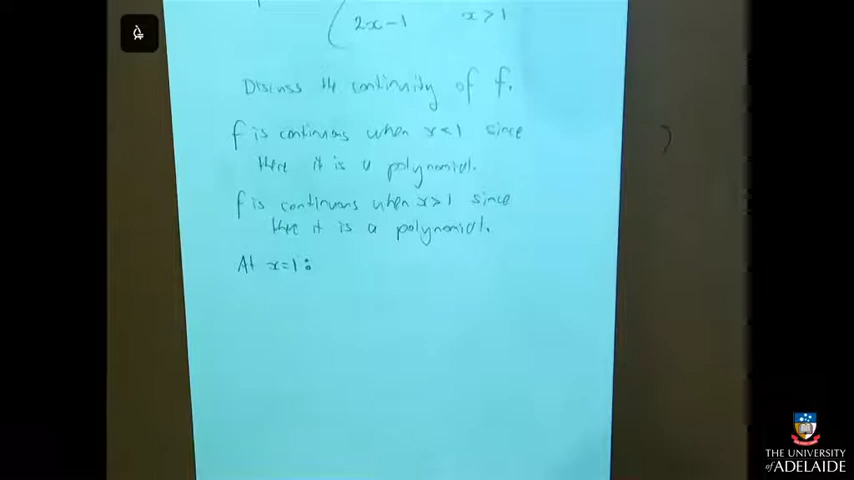 2x-1 x>1
Discuss the continuity of f.
f is continuous when x<1 since
there it is a polynomial.
f is continuous when x>1 since
there it is a polynomial.
At x=1:
THE UNIVERSITY
of ADELAIDE